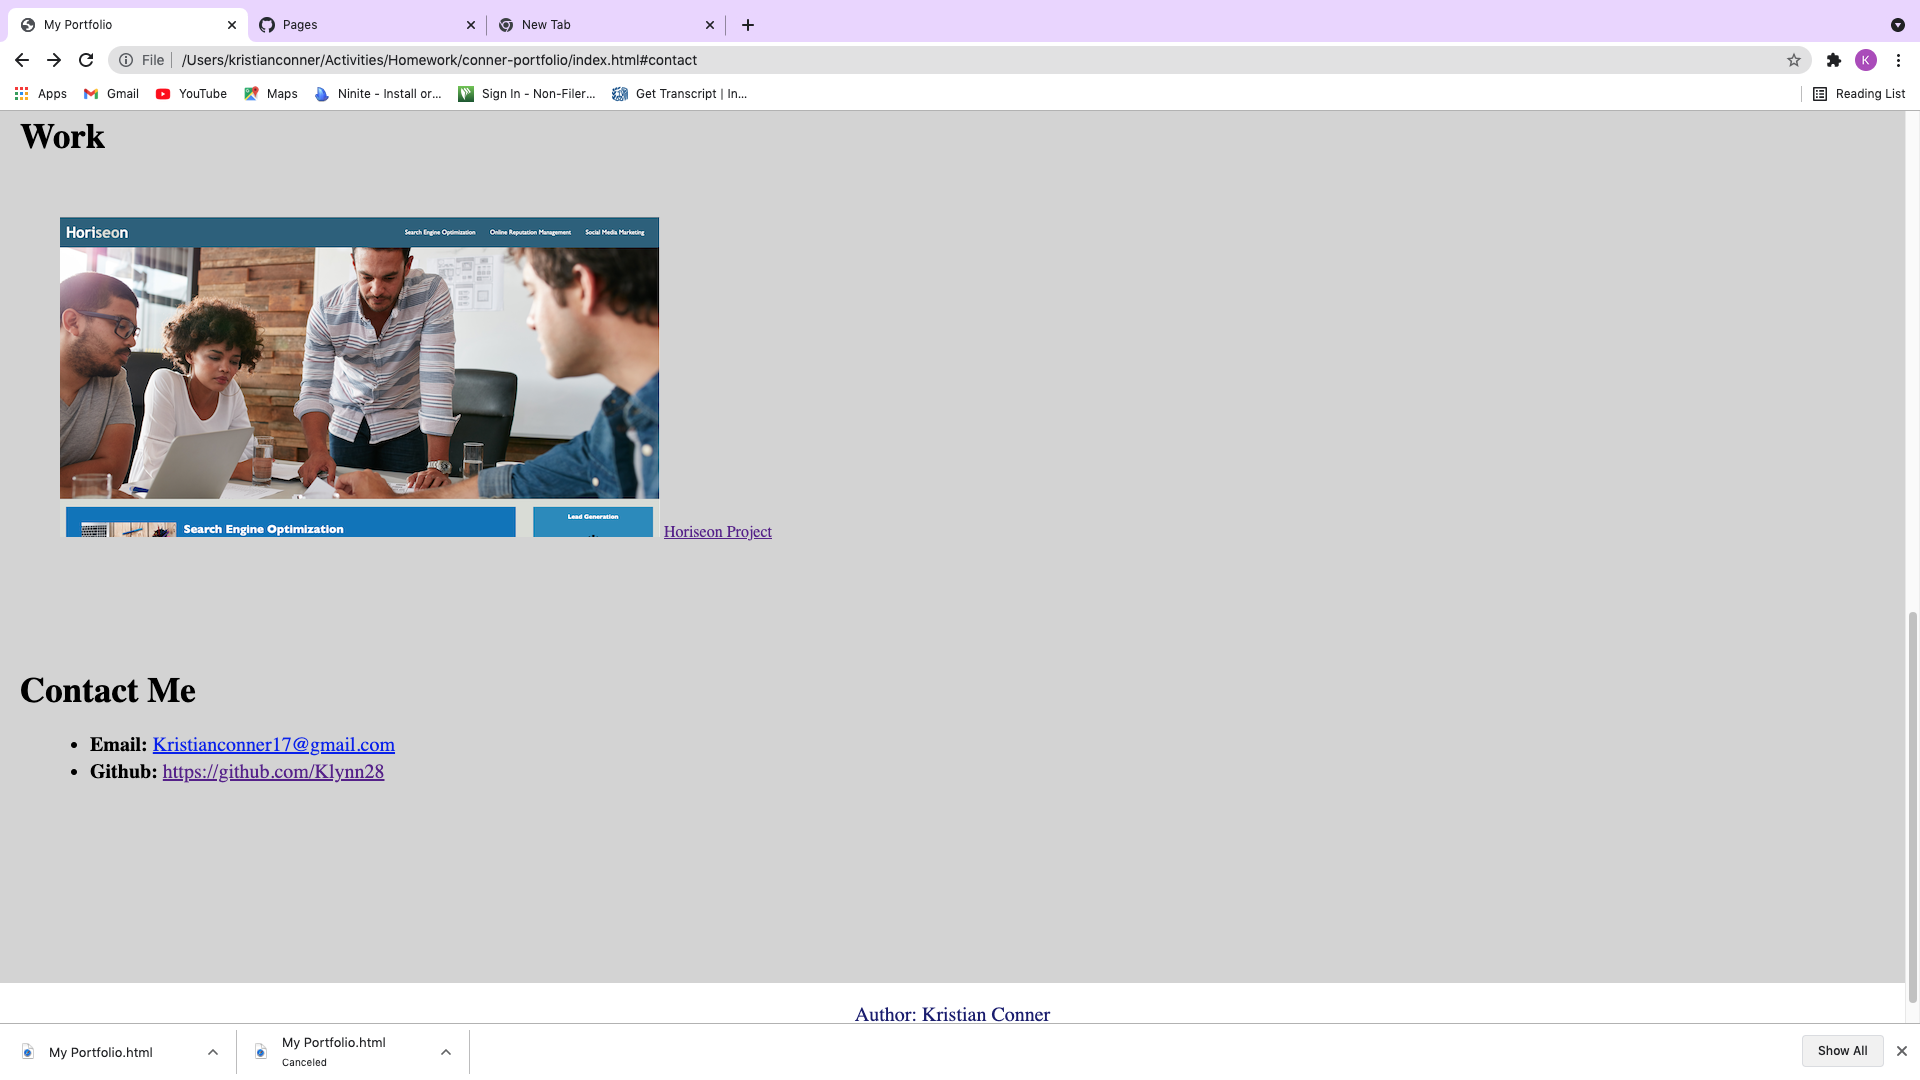 My Portfolio
Pages
New Tab
File
/Users/kristianconner/Activities/Homework/conner-portfolio/index.html#contact
K
Apps
Gmail
YouTube
Maps
Ninite - Install or...
Sign In - Non-Filer...
Get Transcript | In...
Reading List
Work
Horiseon
Search Engine Optimization
Online Reputation Management
Social Media Marketing
Search Engine Optimization
Lead Generation
Horiseon Project
Contact Me
Email: Kristianconner17@gmail.com
Github: https://github.com/Klynn28
Author: Kristian Conner
My Portfolio.html
My Portfolio.html
Canceled
Show All